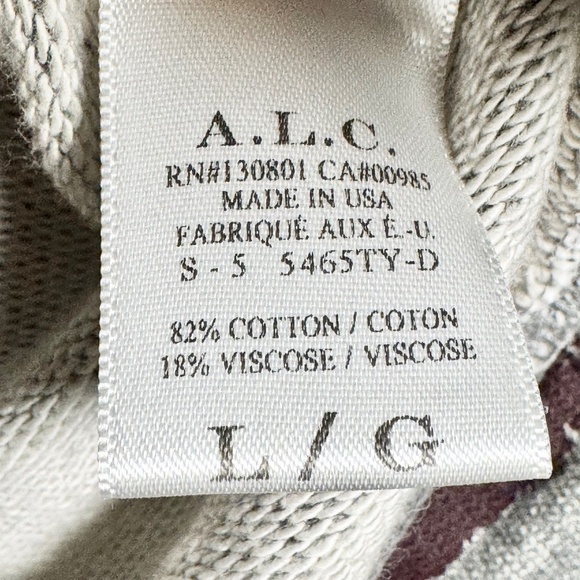 A.L.C.
RN#130801 CA#00985
MADE IN USA
FABRIQUÉ AUX É.-U.
S - 5 5465TY-D
82% COTTON / COTON
18% VISCOSE / VISCOSE
L / G